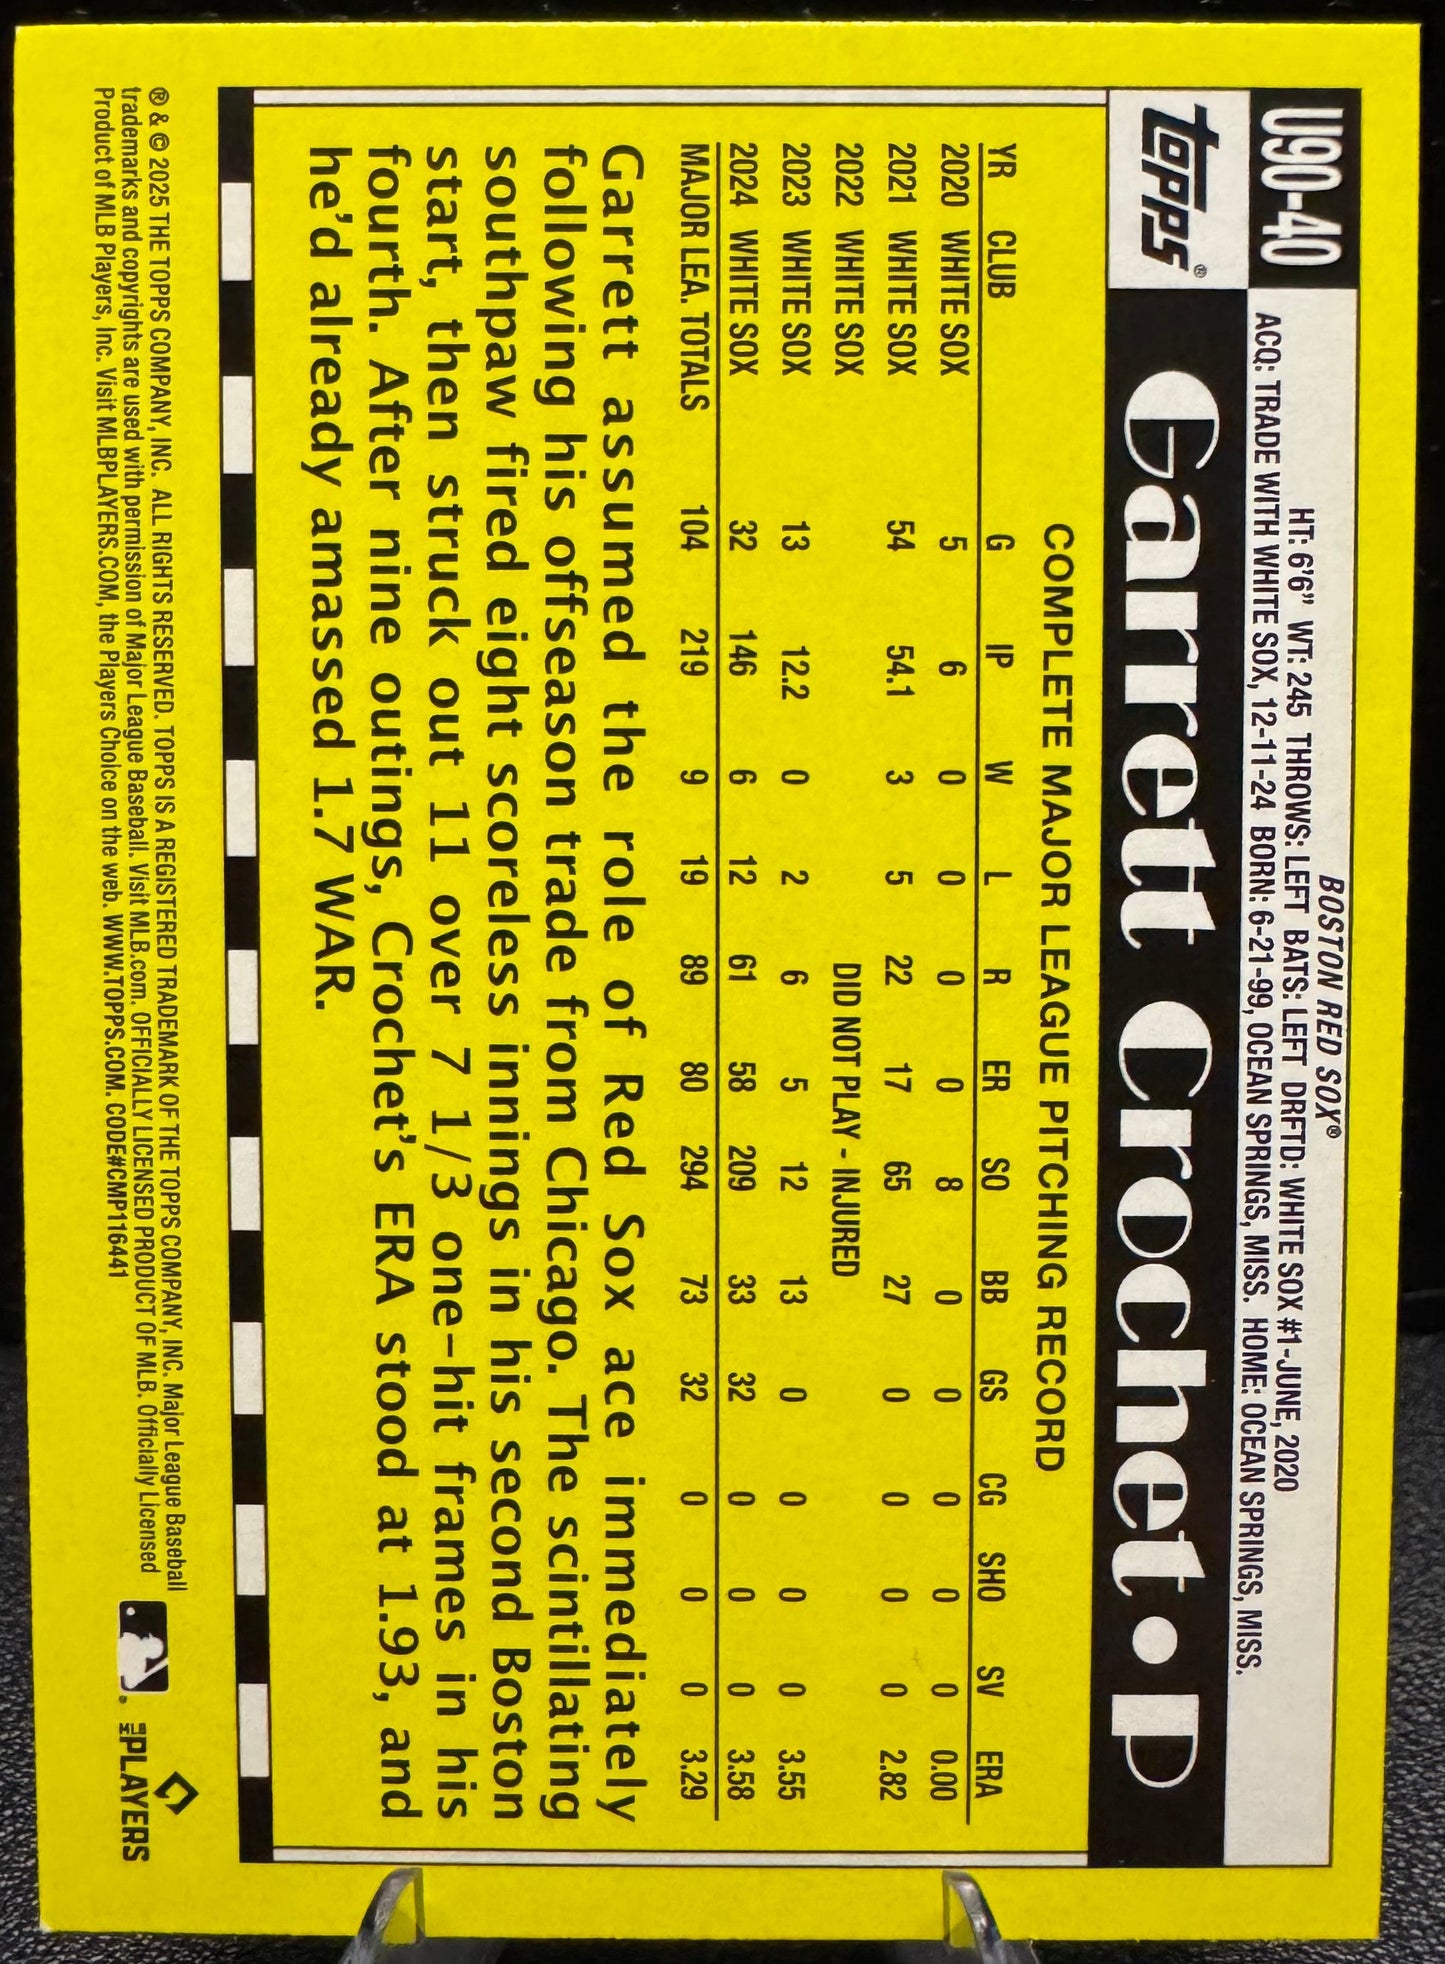 U90-40
BOSTON RED SOX®
HT: 6'6" WT: 245 THROWS: LEFT BATS: LEFT DRFTD: WHITE SOX #1-JUNE, 2020
ACQ: TRADE WITH WHITE SOX, 12-11-24 BORN: 6-21-99, OCEAN SPRINGS, MISS. HOME: OCEAN SPRINGS, MISS.
topps® Garrett Crochet • P
COMPLETE MAJOR LEAGUE PITCHING RECORD
YR CLUB G IP W L R ER SO BB GS CG SHO SV ERA
2020 WHITE SOX 5 6 0 0 0 0 8 0 0 0 0 0 0.00
2021 WHITE SOX 54 54.1 3 5 22 17 65 27 0 0 0 0 2.82
2022 WHITE SOX DID NOT PLAY - INJURED
2023 WHITE SOX 13 12.2 0 2 6 5 12 13 0 0 0 0 3.55
2024 WHITE SOX 32 146 6 12 61 58 209 33 32 0 0 0 3.58
MAJOR LEA. TOTALS 104 219 9 19 89 80 294 73 32 0 0 0 3.29
Garrett assumed the role of Red Sox ace immediately
following his offseason trade from Chicago. The scintillating
southpaw fired eight scoreless innings in his second Boston
start, then struck out 11 over 7 1/3 one-hit frames in his
fourth. After nine outings, Crochet's ERA stood at 1.93, and
he'd already amassed 1.7 WAR.
® & © 2025 THE TOPPS COMPANY, INC. ALL RIGHTS RESERVED. TOPPS IS A REGISTERED TRADEMARK OF THE TOPPS COMPANY, INC. Major League Baseball
trademarks and copyrights are used with permission of Major League Baseball. Visit MLB.com. OFFICIALLY LICENSED PRODUCT OF MLB. Officially Licensed
Product of MLB Players, Inc. Visit MLBPLAYERS.COM, the Players Choice on the web. WWW.TOPPS.COM. CODE#CMP116441
MLB PLAYERS